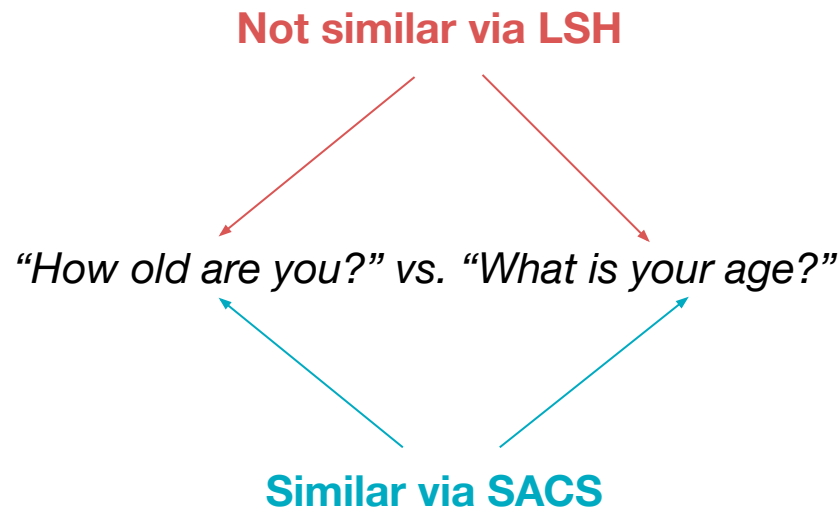 Not similar via LSH
“How old are you?” vs. “What is your age?”
Similar via SACS